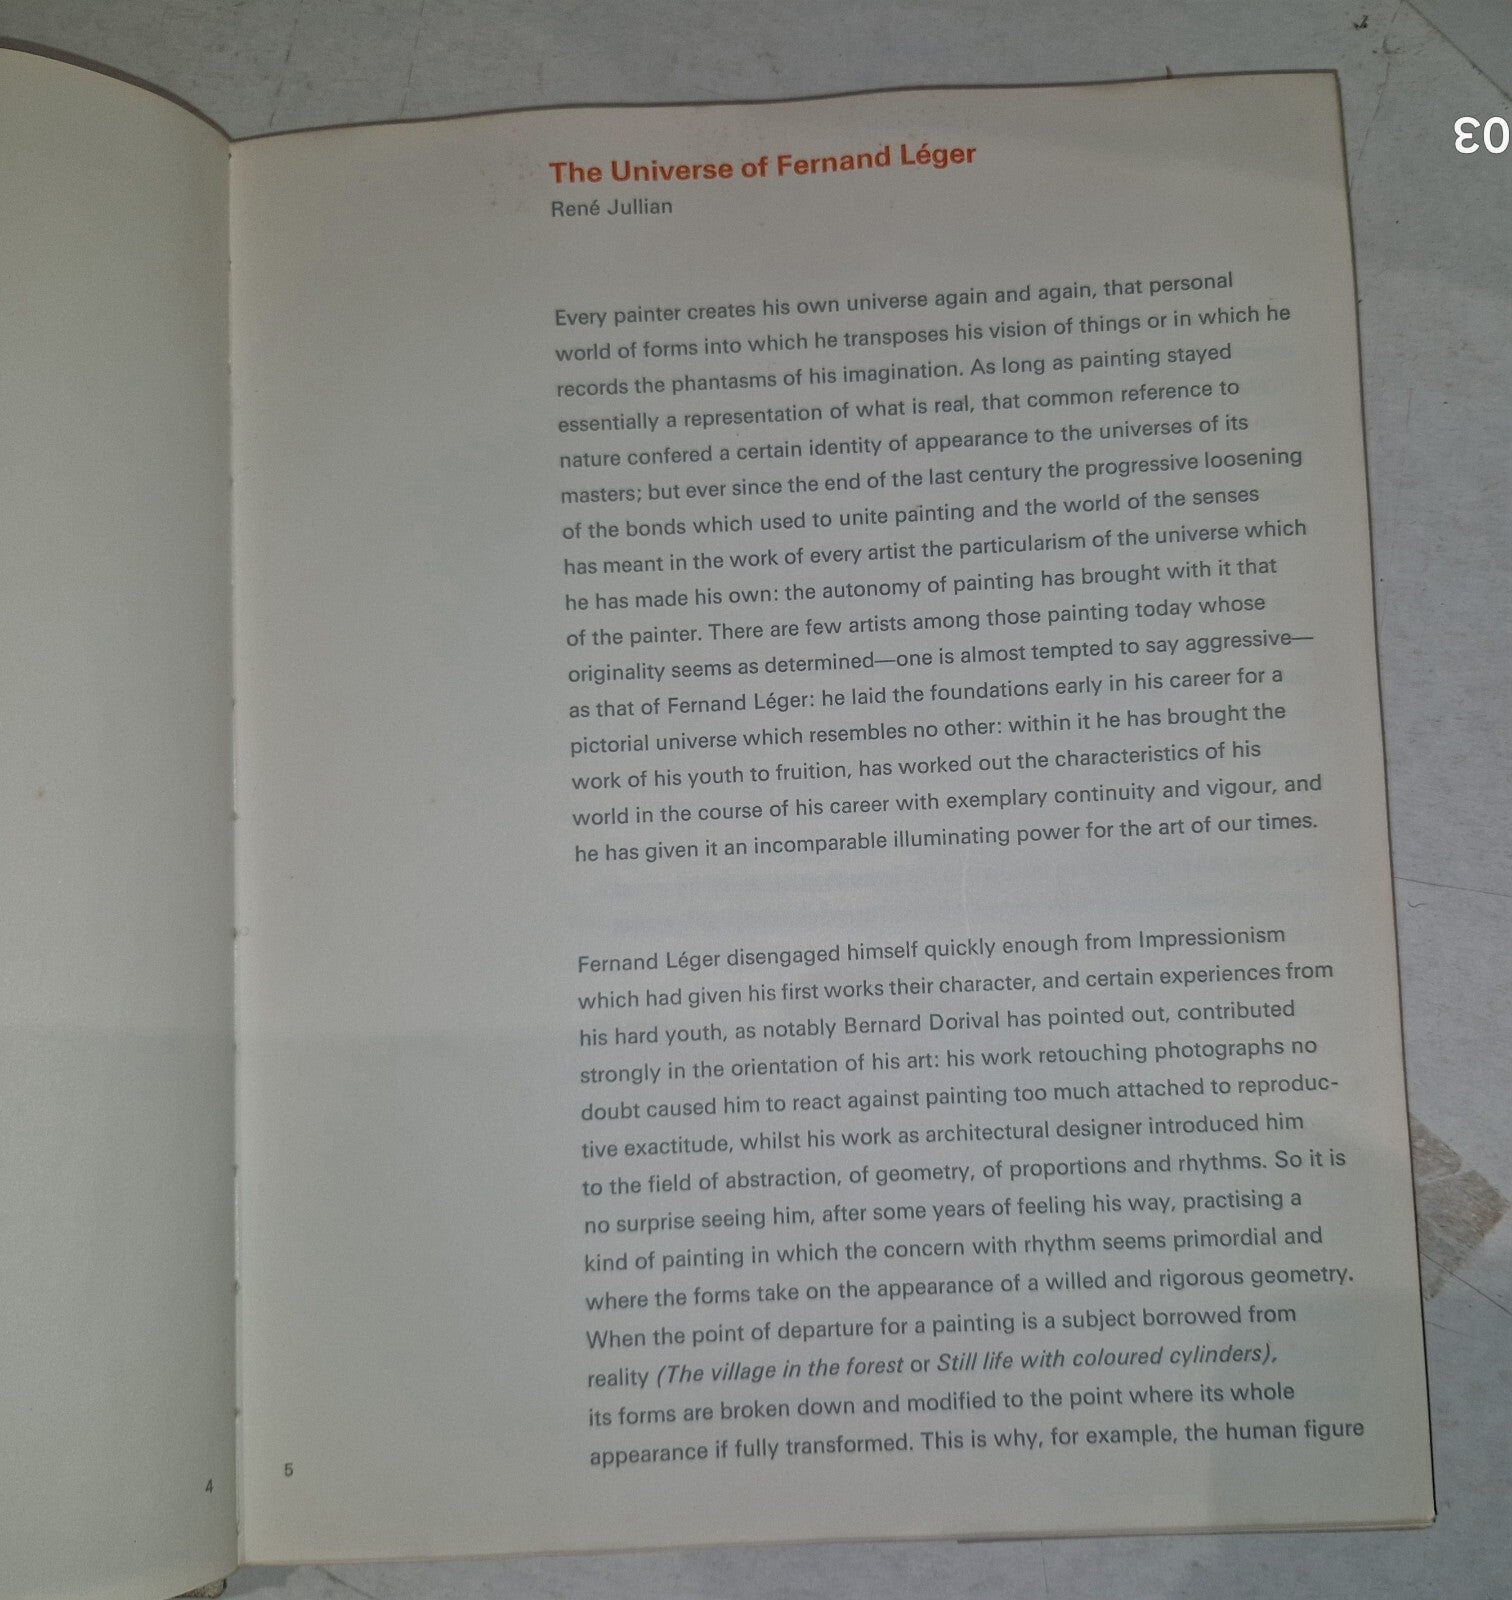 The Universe of Fernand Léger
René Jullian
Every painter creates his own universe again and again, that personal
world of forms into which he transposes his vision of things or in which he
records the phantasms of his imagination. As long as painting stayed
essentially a representation of what is real, that common reference to
nature confered a certain identity of appearance to the universes of its
masters; but ever since the end of the last century the progressive loosening
of the bonds which used to unite painting and the world of the senses
has meant in the work of every artist the particularism of the universe which
he has made his own: the autonomy of painting has brought with it that
of the painter. There are few artists among those painting today whose
originality seems as determined—one is almost tempted to say aggressive—
as that of Fernand Léger: he laid the foundations early in his career for a
pictorial universe which resembles no other: within it he has brought the
work of his youth to fruition, has worked out the characteristics of his
world in the course of his career with exemplary continuity and vigour, and
he has given it an incomparable illuminating power for the art of our times.
Fernand Léger disengaged himself quickly enough from Impressionism
which had given his first works their character, and certain experiences from
his hard youth, as notably Bernard Dorival has pointed out, contributed
strongly in the orientation of his art: his work retouching photographs no
doubt caused him to react against painting too much attached to reproduc-
tive exactitude, whilst his work as architectural designer introduced him
to the field of abstraction, of geometry, of proportions and rhythms. So it is
no surprise seeing him, after some years of feeling his way, practising a
kind of painting in which the concern with rhythm seems primordial and
where the forms take on the appearance of a willed and rigorous geometry.
When the point of departure for a painting is a subject borrowed from
reality (The village in the forest or Still life with coloured cylinders),
its forms are broken down and modified to the point where its whole
appearance if fully transformed. This is why, for example, the human figure
4
5
03